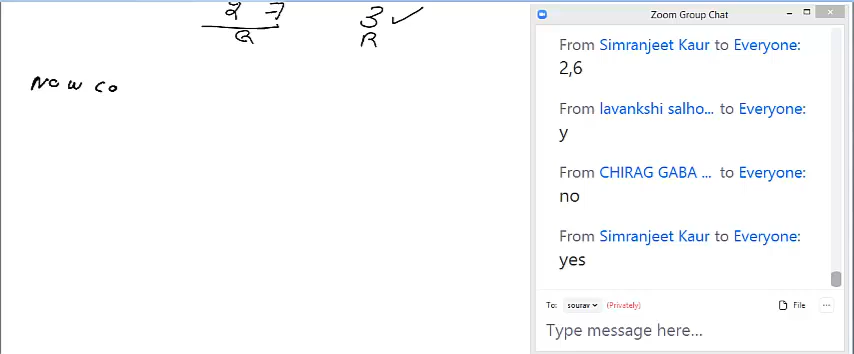 2 -7 3 ✓
Q R
Now co
Zoom Group Chat
From Simranjeet Kaur to Everyone:
2,6
From lavankshi salho... to Everyone:
y
From CHIRAG GABA ... to Everyone:
no
From Simranjeet Kaur to Everyone:
yes
To: sourav (Privately) File ...
Type message here...